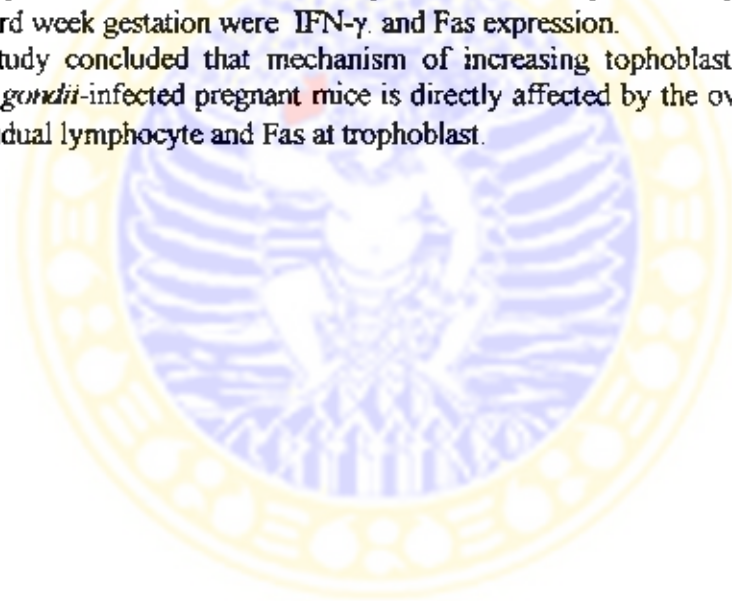 rd week gestation were IFN-γ. and Fas expression.
tudy concluded that mechanism of increasing tophoblast
gondii-infected pregnant mice is directly affected by the ov
dual lymphocyte and Fas at trophoblast.